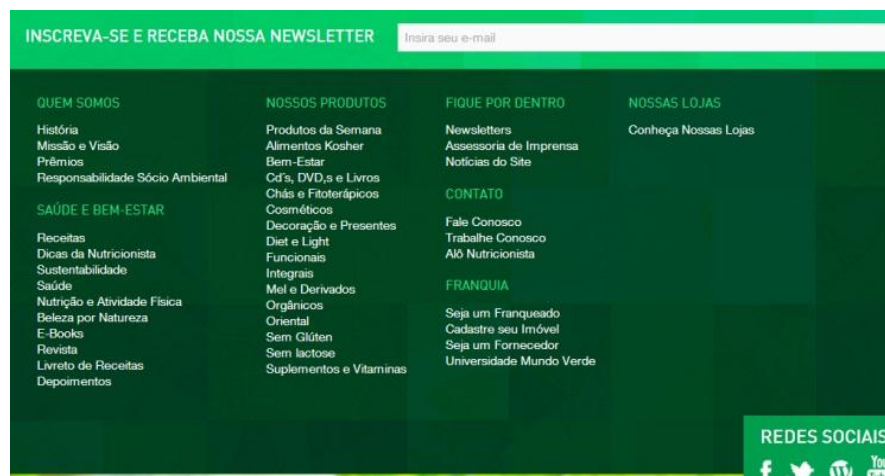 INSCREVA-SE E RECEBA NOSSA NEWSLETTER
Insira seu e-mail
QUEM SOMOS
História
Missão e Visão
Prêmios
Responsabilidade Sócio Ambiental
SAÚDE E BEM-ESTAR
Receitas
Dicas da Nutricionista
Sustentabilidade
Saúde
Nutrição e Atividade Física
Beleza por Natureza
E-Books
Revista
Livreto de Receitas
Depoimentos
NOSSOS PRODUTOS
Produtos da Semana
Alimentos Kosher
Bem-Estar
Cd's, DVD,s e Livros
Chás e Fitoterápicos
Cosméticos
Decoração e Presentes
Diet e Light
Funcionais
Integrais
Mel e Derivados
Orgânicos
Oriental
Sem Glúten
Sem lactose
Suplementos e Vitaminas
FIQUE POR DENTRO
Newsletters
Assessoria de Imprensa
Notícias do Site
CONTATO
Fale Conosco
Trabalhe Conosco
Alô Nutricionista
FRANQUIA
Seja um Franqueado
Cadastre seu Imóvel
Seja um Fornecedor
Universidade Mundo Verde
NOSSAS LOJAS
Conheça Nossas Lojas
REDES SOCIAIS